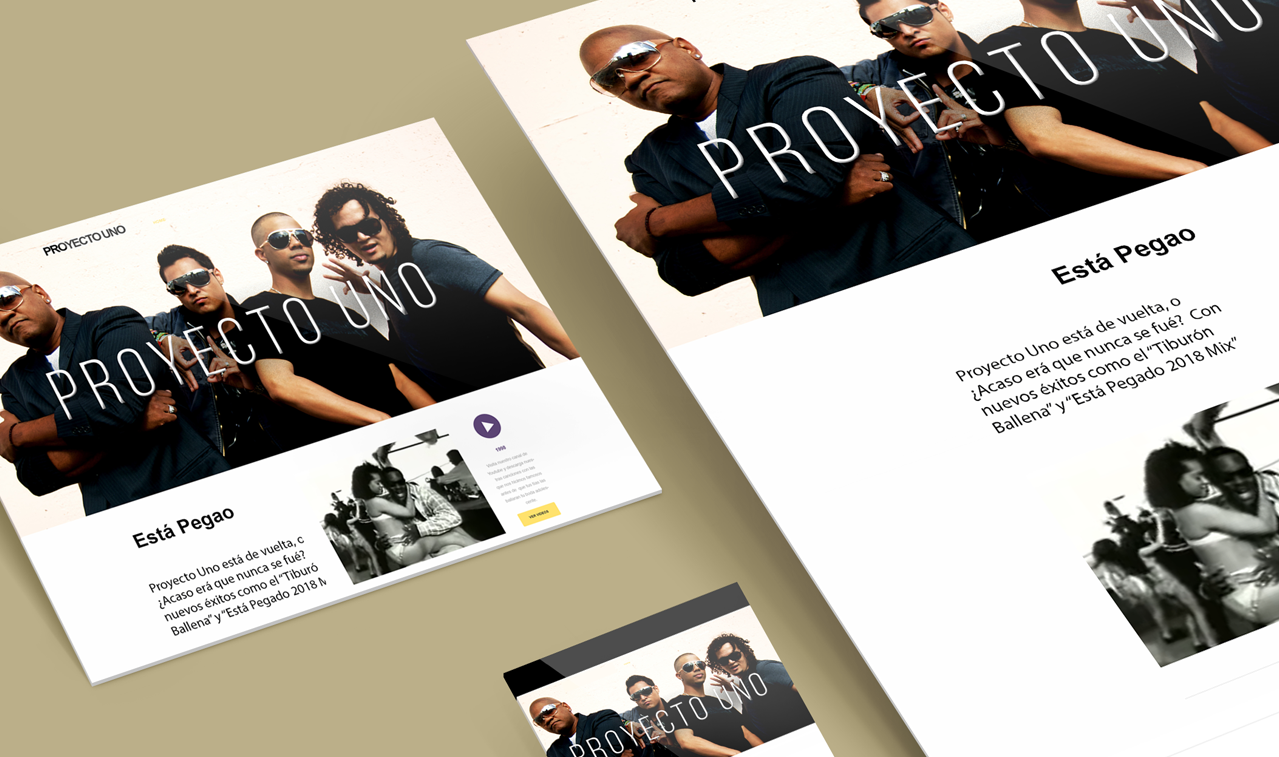 PROYECTO UNO
PROYECTO UNO
Está Pegao
Proyecto Uno está de vuelta, o
¿Acaso erá que nunca se fué? Con
nuevos éxitos como el “Tiburón
Ballena” y “Está Pegado 2018 Mix”
PROYECTO UNO
Está Pegao
Proyecto Uno está de vuelta, c
¿Acaso erá que nunca se fué?
nuevos éxitos como el “Tiburó
Ballena” y “Está Pegado 2018 M
VER VIDEOS
PROYECTO UNO